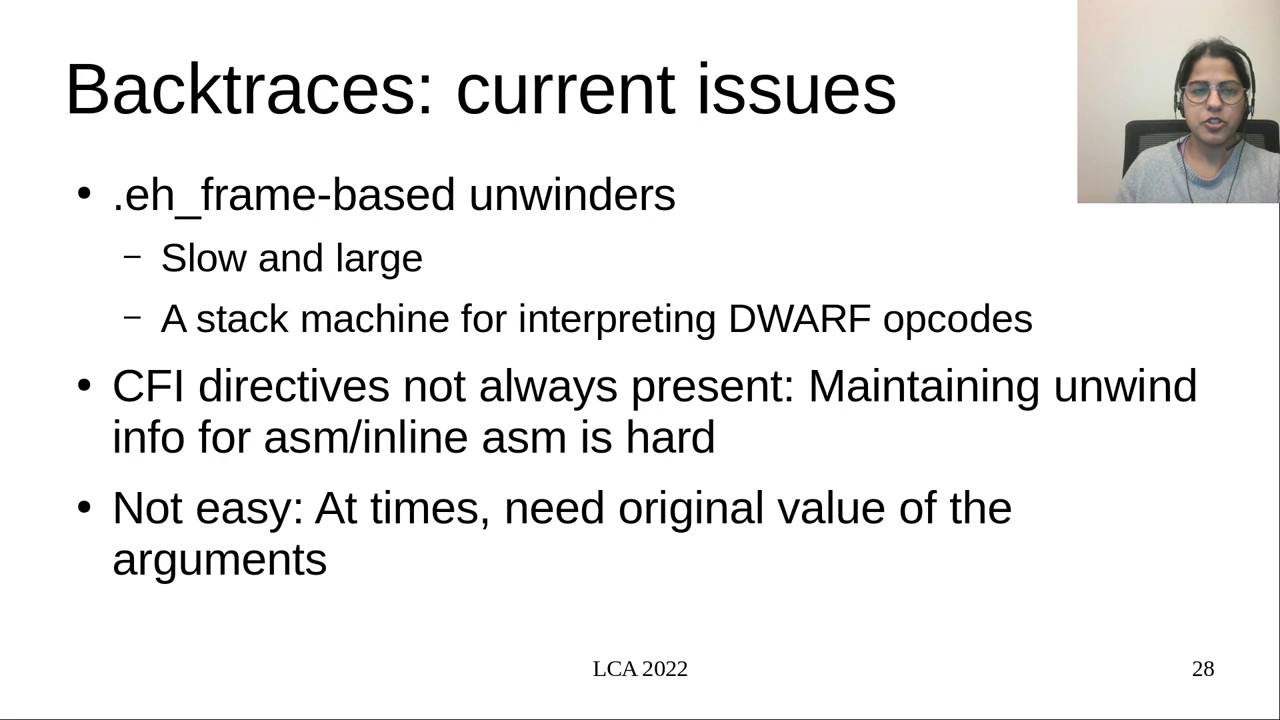 Backtraces: current issues
• .eh_frame-based unwinders
– Slow and large
– A stack machine for interpreting DWARF opcodes
• CFI directives not always present: Maintaining unwind
info for asm/inline asm is hard
• Not easy: At times, need original value of the
arguments
LCA 2022
28